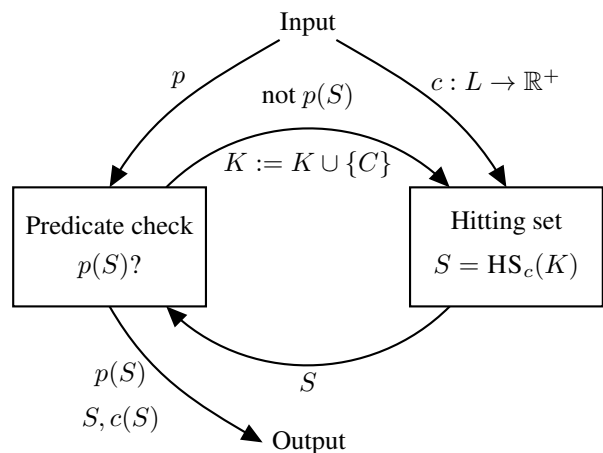 Input
p
not p(S)
c : L → ℝ⁺
K := K ∪ {C}
Predicate check
p(S)?
Hitting set
S = HS_c(K)
S
p(S)
S, c(S)
Output